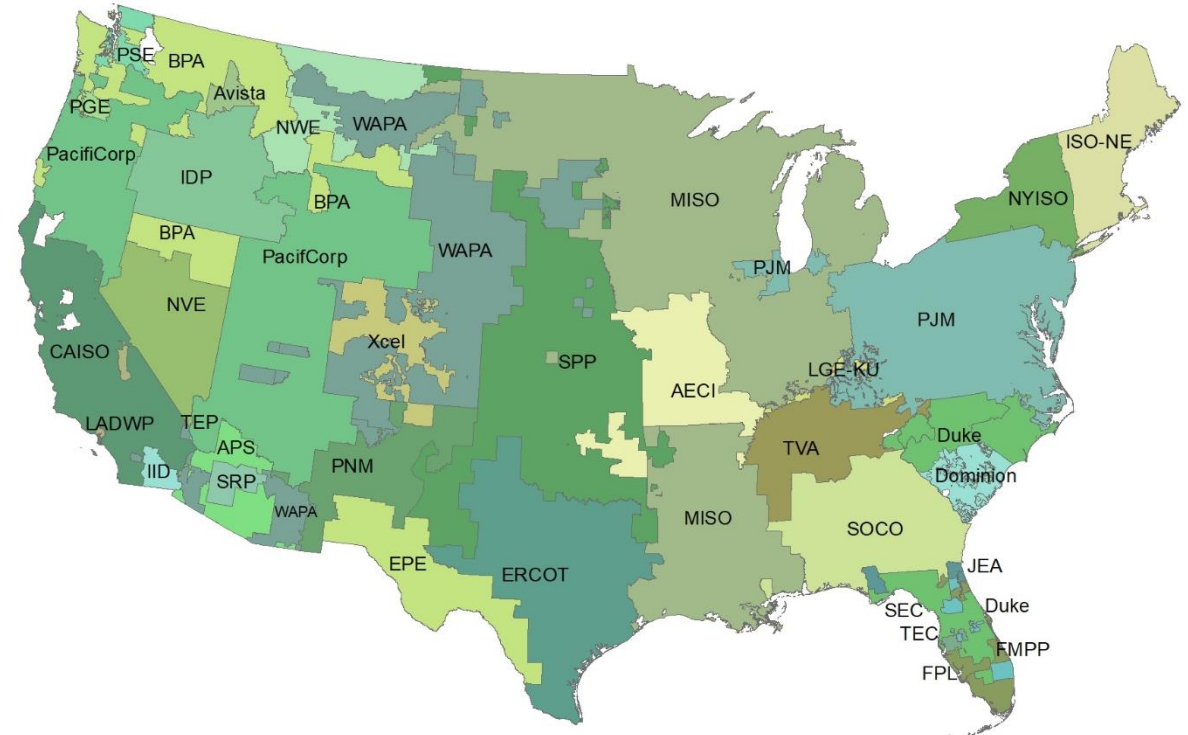 PSE
BPA
Avista
PGE
NWE
WAPA
PacifiCorp
IDP
BPA
BPA
PacifCorp
WAPA
NVE
Xcel
CAISO
LADWP
TEP
APS
IID
SRP
WAPA
PNM
EPE
ERCOT
SPP
AECI
MISO
MISO
PJM
ISO-NE
NYISO
PJM
LGE-KU
TVA
Duke
Dominion
SOCO
JEA
SEC
Duke
TEC
FMPP
FPL